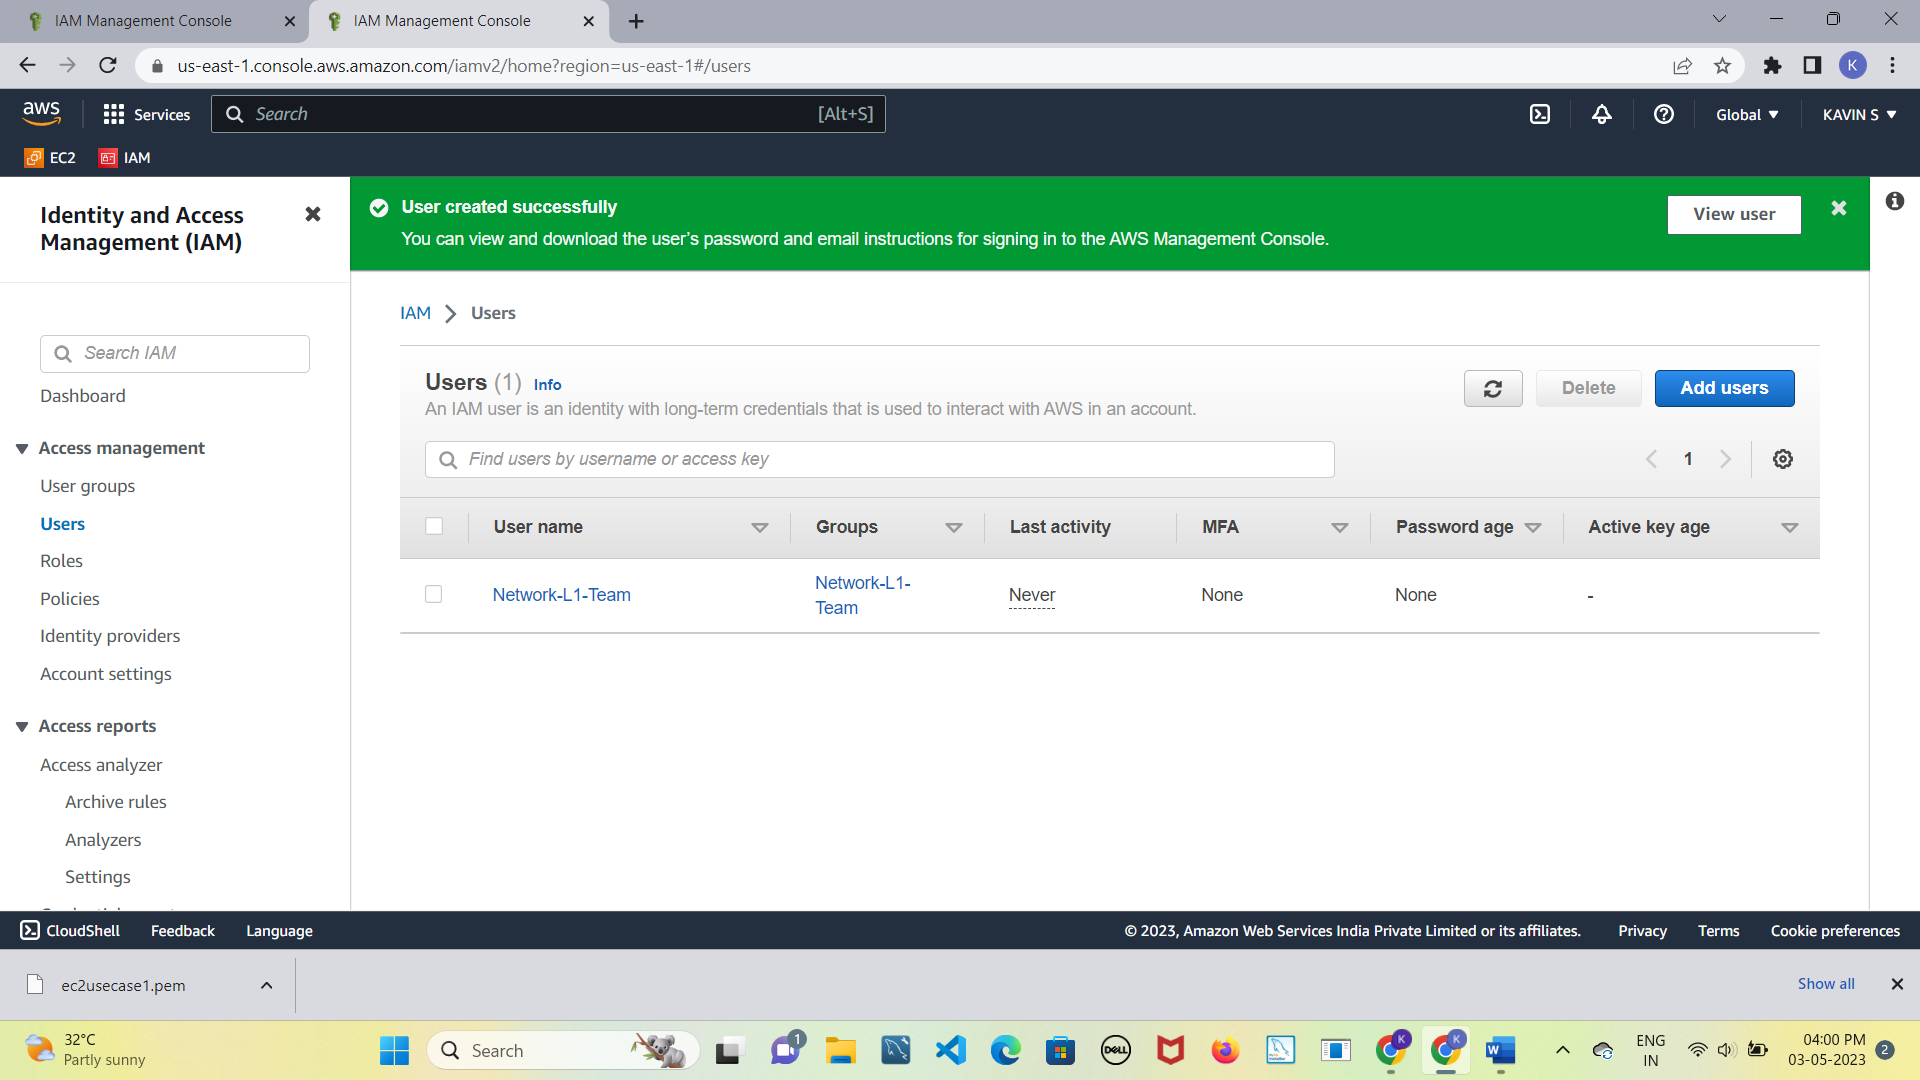 IAM Management Console
IAM Management Console
us-east-1.console.aws.amazon.com/iamv2/home?region=us-east-1#/users
K
aws
Services
Search
[Alt+S]
Global
KAVIN S
EC2
IAM
Identity and Access
Management (IAM)
Search IAM
Dashboard
Access management
User groups
Users
Roles
Policies
Identity providers
Account settings
Access reports
Access analyzer
Archive rules
Analyzers
Settings
User created successfully
You can view and download the user's password and email instructions for signing in to the AWS Management Console.
View user
IAM > Users
Users (1) Info
An IAM user is an identity with long-term credentials that is used to interact with AWS in an account.
Delete
Add users
Find users by username or access key
1
User name Groups Last activity MFA Password age Active key age
Network-L1-Team Network-L1-
Team Never None None -
CloudShell Feedback Language
© 2023, Amazon Web Services India Private Limited or its affiliates. Privacy Terms Cookie preferences
ec2usecase1.pem
Show all
32°C
Partly sunny
Search
1
DELL
K
K
W
ENG
IN
04:00 PM
03-05-2023
2